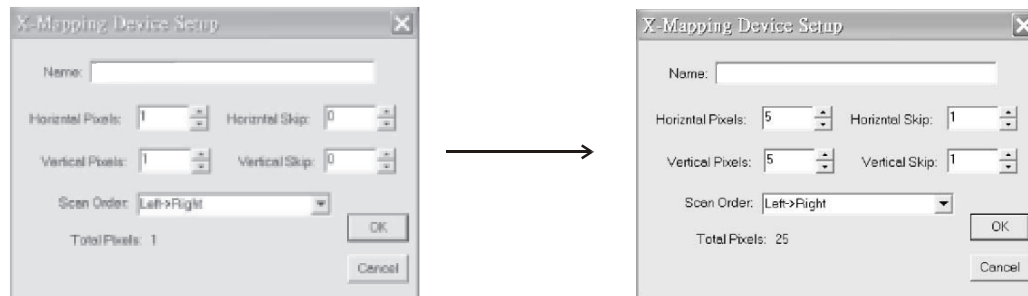 X-Mapping Device Setup
Name:
Horizntal Pixels: 1 Horizntal Skip: 0
Vertical Pixels: 1 Vertical Skip: 0
Scan Order: Left->Right
Total Pixels: 1
OK
Cancel
X-Mapping Device Setup
Name:
Horizntal Pixels: 5 Horizntal Skip: 1
Vertical Pixels: 5 Vertical Skip: 1
Scan Order: Left->Right
Total Pixels: 25
OK
Cancel